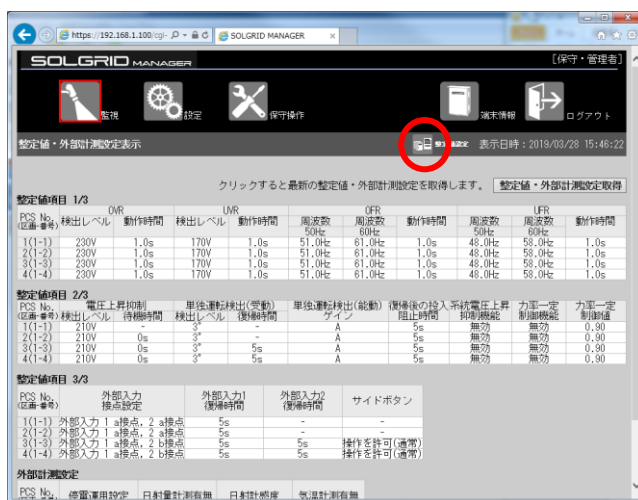 https://192.168.1.100/cgi-
SOLGRID MANAGER
SOLGRID MANAGER
[保守・管理者]
監視
設定
保守操作
端末情報
ログアウト
整定値・外部計測設定表示
表示日時：2019/03/28 15:46:22
クリックすると最新の整定値・外部計測設定を取得します。 整定値・外部計測設定取得
整定値項目 1/3
PCS No. OVR UVR OFR UFR
(区画-番号) 検出レベル 動作時間 検出レベル 動作時間 周波数 周波数 動作時間 周波数 周波数 動作時間
50Hz 60Hz 50Hz 60Hz
1(1-1) 230V 1.0s 170V 1.0s 51.0Hz 61.0Hz 1.0s 48.0Hz 58.0Hz 1.0s
2(1-2) 230V 1.0s 170V 1.0s 51.0Hz 61.0Hz 1.0s 48.0Hz 58.0Hz 1.0s
3(1-3) 230V 1.0s 170V 1.0s 51.0Hz 61.0Hz 1.0s 48.0Hz 58.0Hz 1.0s
4(1-4) 230V 1.0s 170V 1.0s 51.0Hz 61.0Hz 1.0s 48.0Hz 58.0Hz 1.0s
整定値項目 2/3
PCS No. 電圧上昇抑制 単独運転検出(受動) 単独運転検出(能動) 復帰後の投入 系統電圧上昇 力率一定 力率一定
(区画-番号) 検出レベル 待機時間 検出レベル 復帰時間 ゲイン 阻止時間 抑制機能 制御機能 制御値
1(1-1) 210V - 3° - A 5s 無効 無効 0.90
2(1-2) 210V 0s 3° - A 5s 無効 無効 0.90
3(1-3) 210V 0s 3° 5s A 5s 無効 無効 0.90
4(1-4) 210V 0s 3° 5s A 5s 無効 無効 0.90
整定値項目 3/3
PCS No. 外部入力 外部入力1 外部入力2 サイドボタン
(区画-番号) 接点設定 復帰時間 復帰時間
1(1-1) 外部入力 1 a接点, 2 a接点 5s - -
2(1-2) 外部入力 1 a接点, 2 a接点 5s - -
3(1-3) 外部入力 1 a接点, 2 b接点 5s 5s 操作を許可(通常)
4(1-4) 外部入力 1 a接点, 2 b接点 5s 5s 操作を許可(通常)
外部計測設定
PCS No. 停電運用設定 日射量計測有無 日射計感度 気温計測有無